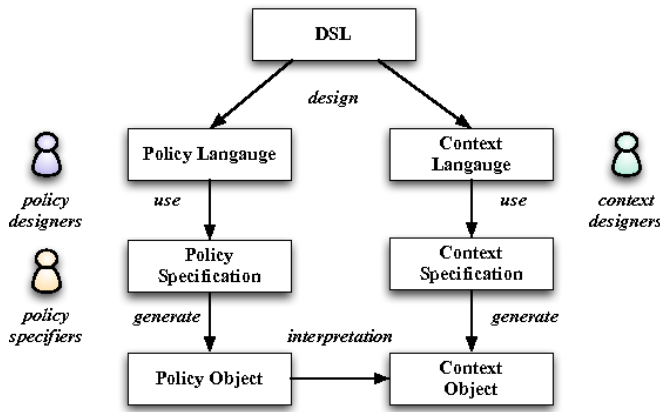 DSL
design
Policy Langauge
Context
Langauge
policy
designers
use
use
context
designers
Policy
Specification
Context
Specification
policy
specifiers
generate
interpretation
generate
Policy Object
Context
Object